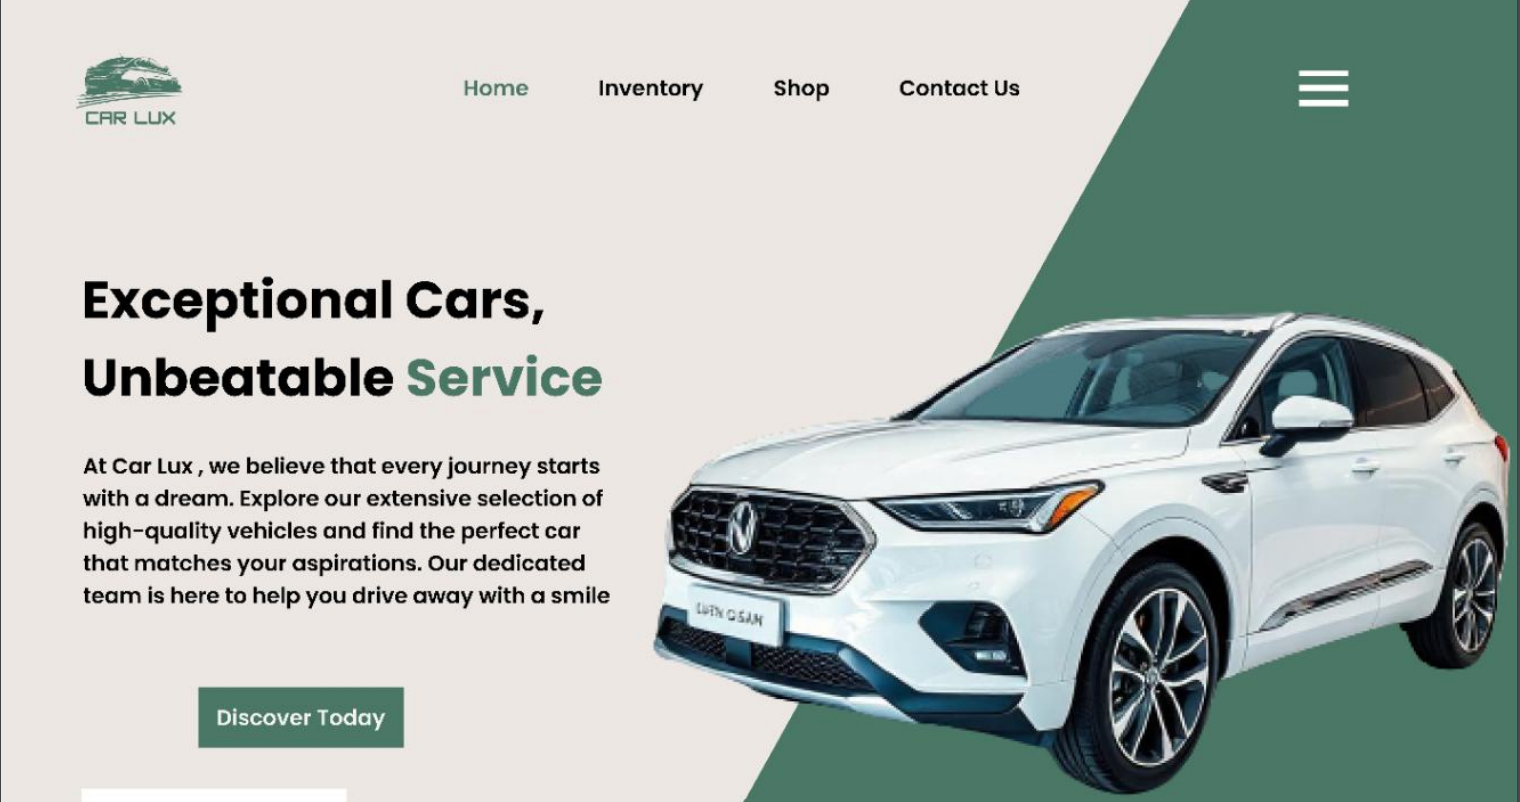 CAR LUX
Home
Inventory
Shop
Contact Us
Exceptional Cars,
Unbeatable Service
At Car Lux , we believe that every journey starts
with a dream. Explore our extensive selection of
high-quality vehicles and find the perfect car
that matches your aspirations. Our dedicated
team is here to help you drive away with a smile
Discover Today